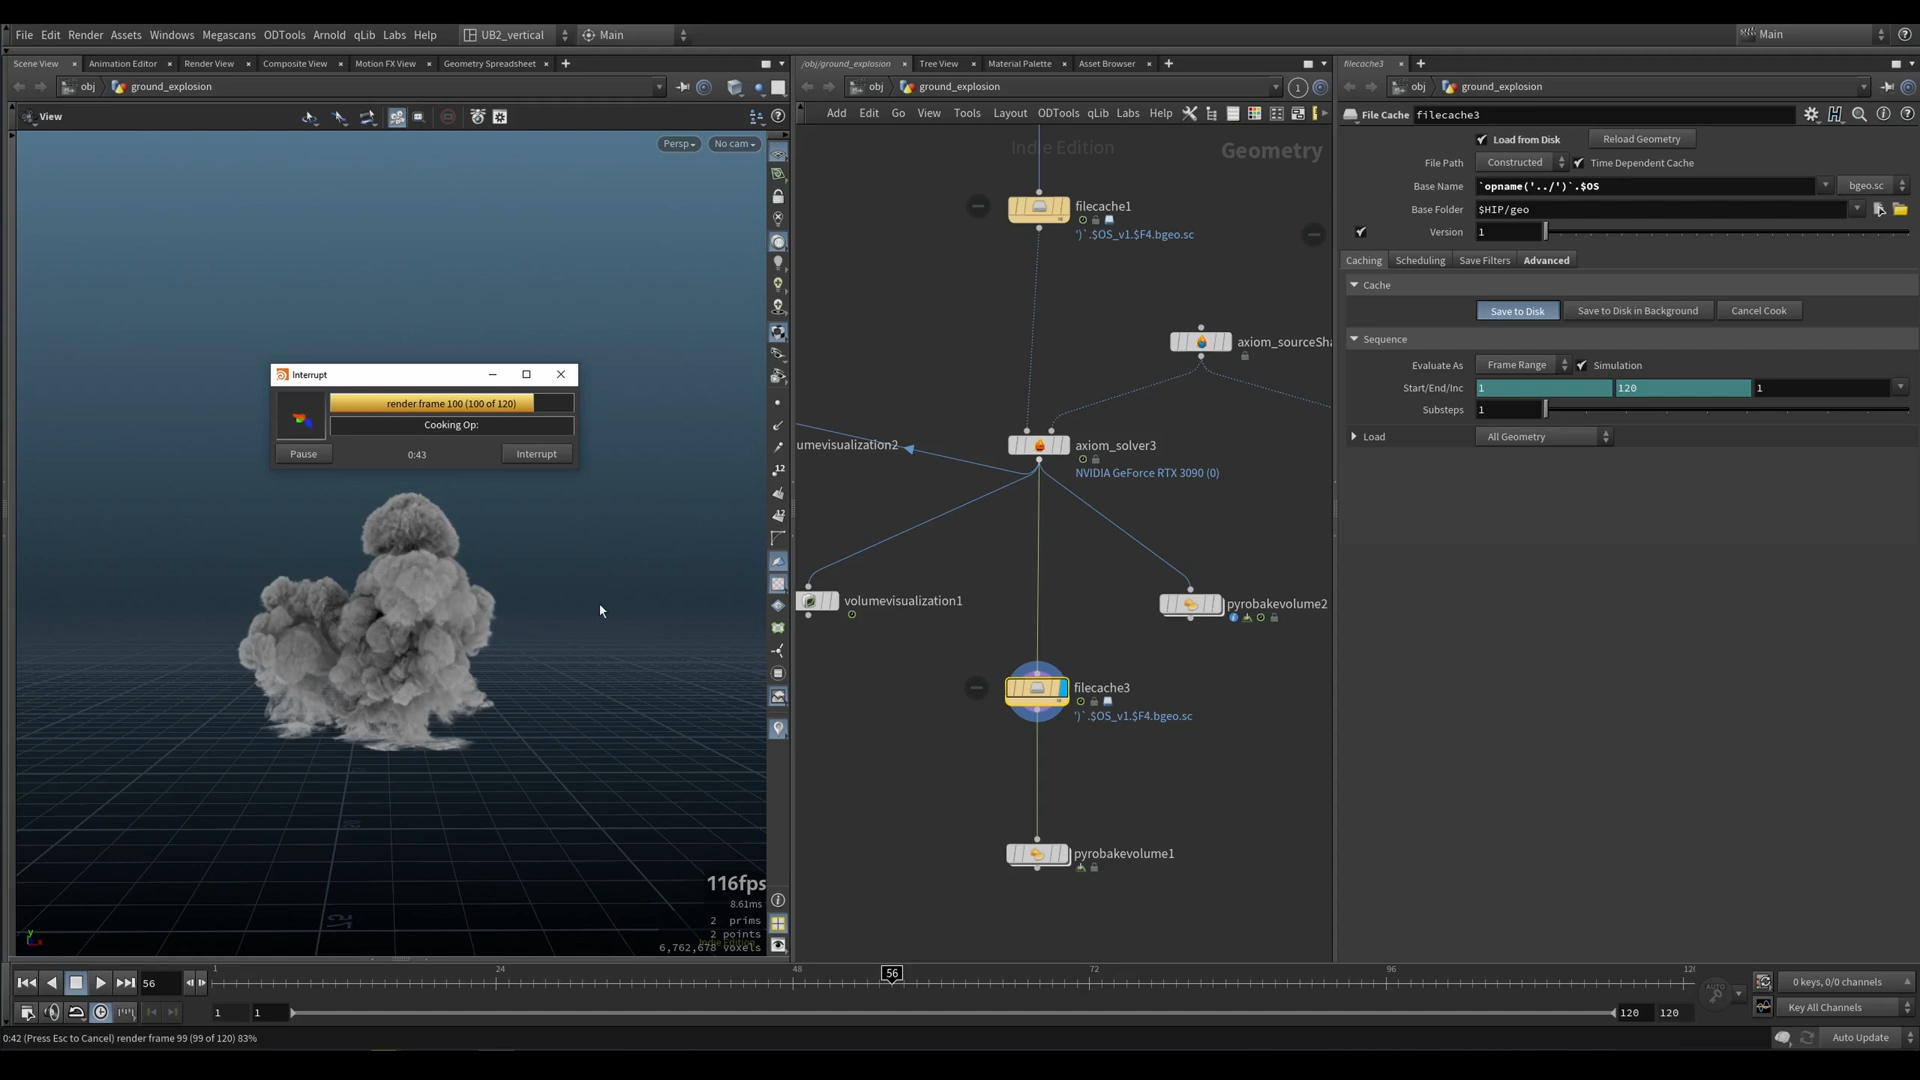 File Edit Render Assets Windows Megascans ODTools Arnold qLib Labs Help UB2_vertical Main Main
Scene View Animation Editor Render View Composite View Motion FX View Geometry Spreadsheet
obj ground_explosion
View
Persp No cam
Interrupt
render frame 100 (100 of 120)
Cooking Op:
Pause 0:43 Interrupt
116fps
8.61ms
2 prims
2 points
Indie Edition
6,762,678 voxels
/obj/ground_explosion Tree View Material Palette Asset Browser
obj ground_explosion 1
Add Edit Go View Tools Layout ODTools qLib Labs Help
Indie Edition Geometry
filecache1
')`.$OS_v1.$F4.bgeo.sc
axiom_sourceSha
umevisualization2
axiom_solver3
NVIDIA GeForce RTX 3090 (0)
volumevisualization1
pyrobakevolume2
filecache3
')`.$OS_v1.$F4.bgeo.sc
pyrobakevolume1
filecache3
obj ground_explosion
File Cache filecache3
Load from Disk Reload Geometry
File Path Constructed Time Dependent Cache
Base Name `opname('../')`.$OS bgeo.sc
Base Folder $HIP/geo
Version 1
Caching Scheduling Save Filters Advanced
Cache
Save to Disk Save to Disk in Background Cancel Cook
Sequence
Evaluate As Frame Range Simulation
Start/End/Inc 1 120 1
Substeps 1
Load All Geometry
56 1 24 48 56 72 96 120
AUTO
0 keys, 0/0 channels
1 1 120 120
Key All Channels
0:42 (Press Esc to Cancel) render frame 99 (99 of 120) 83%
Auto Update